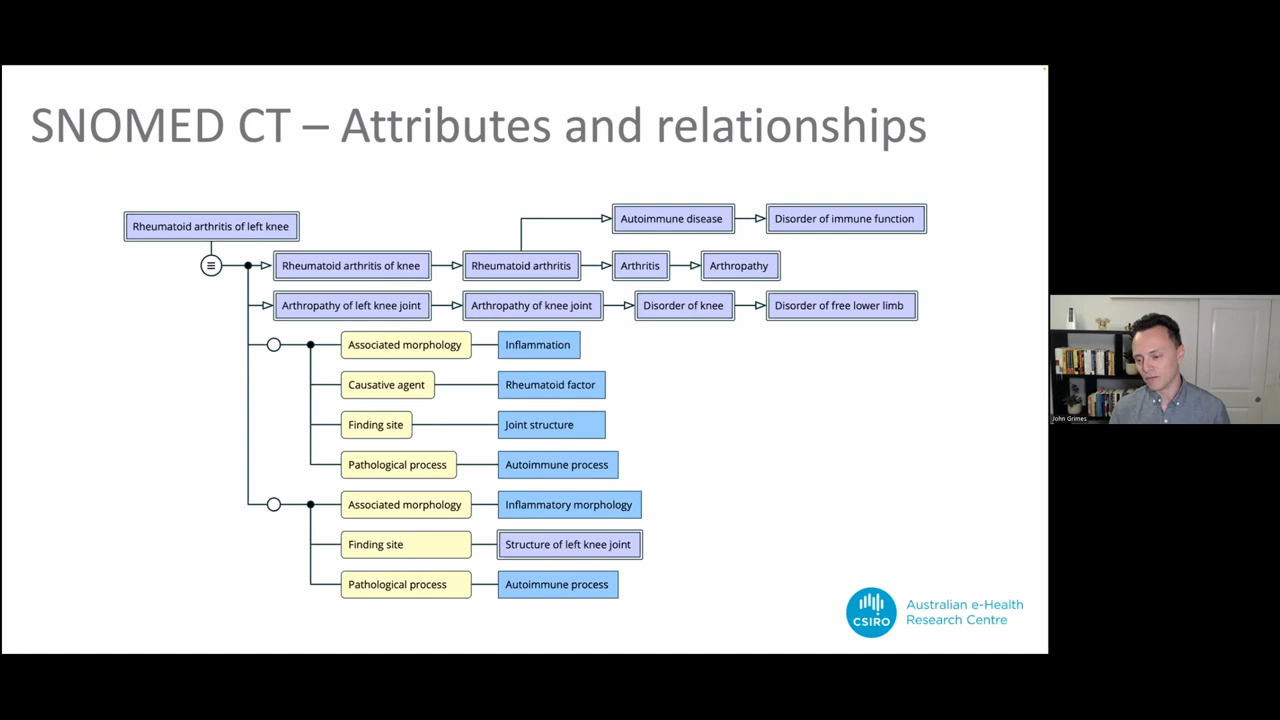 SNOMED CT – Attributes and relationships
Rheumatoid arthritis of left knee
Autoimmune disease
Disorder of immune function
Rheumatoid arthritis of knee
Rheumatoid arthritis
Arthritis
Arthropathy
Arthropathy of left knee joint
Arthropathy of knee joint
Disorder of knee
Disorder of free lower limb
Associated morphology
Inflammation
Causative agent
Rheumatoid factor
Finding site
Joint structure
Pathological process
Autoimmune process
Associated morphology
Inflammatory morphology
Finding site
Structure of left knee joint
Pathological process
Autoimmune process
CSIRO
Australian e-Health
Research Centre
John Grimes